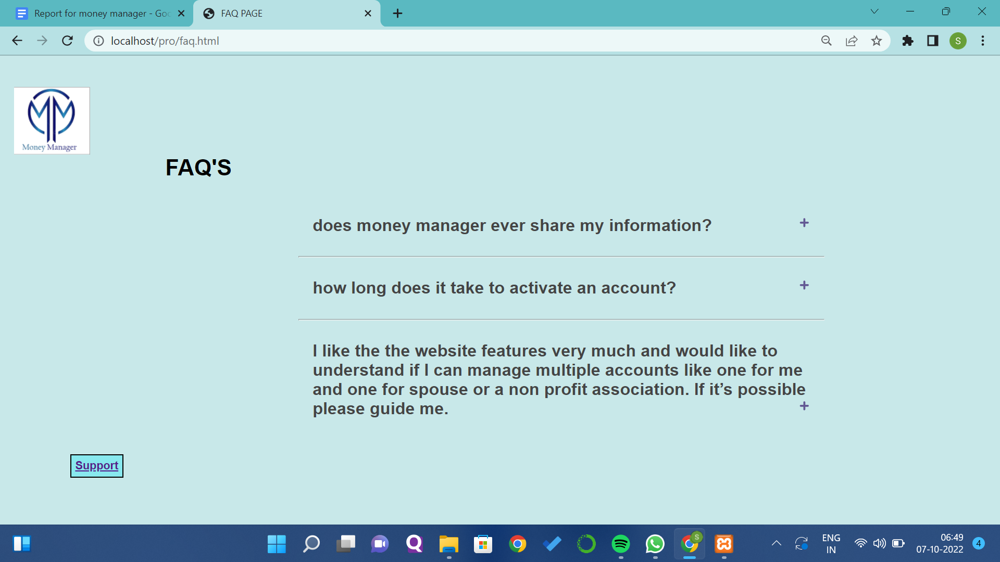 Report for money manager - Goo
FAQ PAGE
localhost/pro/faq.html
S
Money Manager
FAQ'S
does money manager ever share my information?
+
how long does it take to activate an account?
+
I like the the website features very much and would like to
understand if I can manage multiple accounts like one for me
and one for spouse or a non profit association. If it’s possible
please guide me.
+
Support
S
ENG
IN
06:49
07-10-2022
4